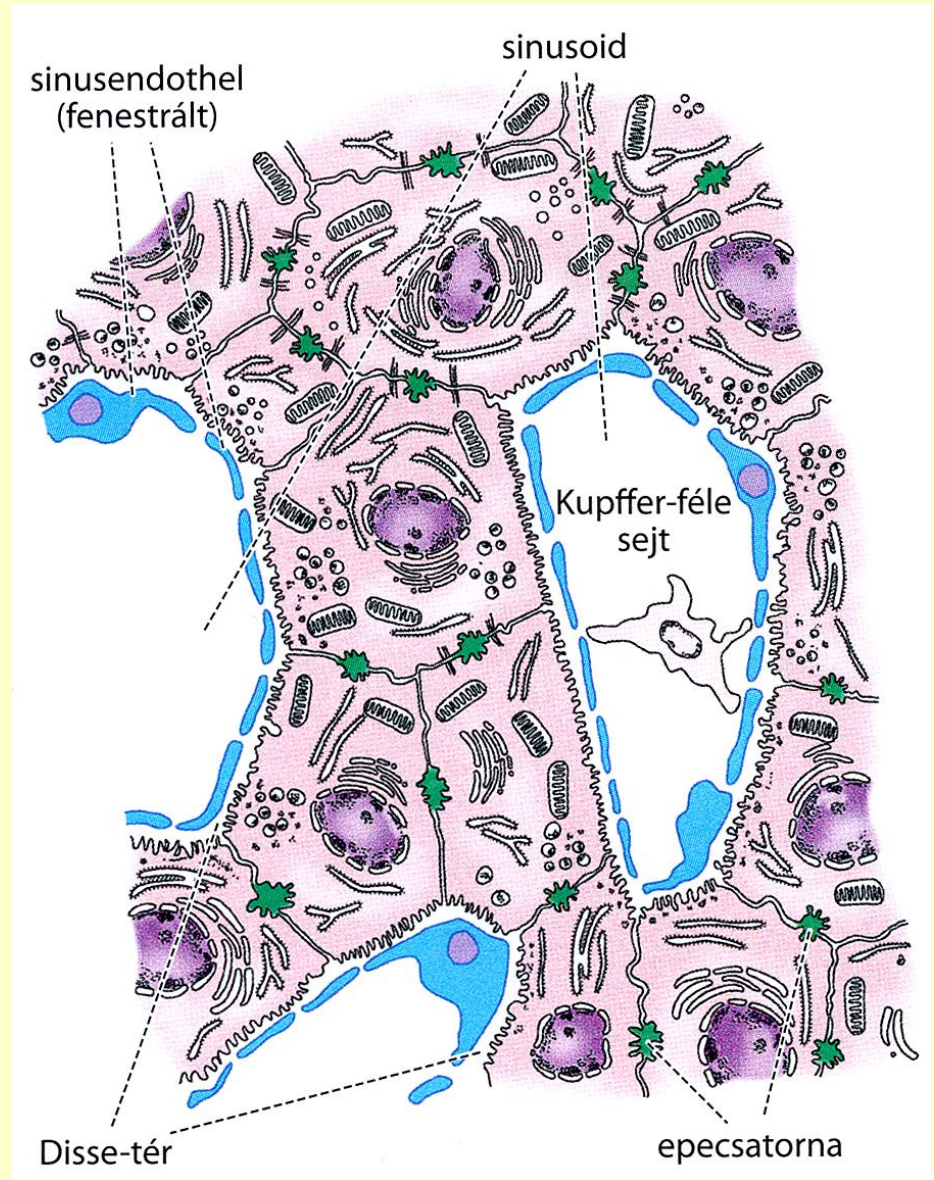 sinusoid
sinusendothel
(fenestrált)
Kupffer-féle
sejt
Disse-tér
epecsatorna